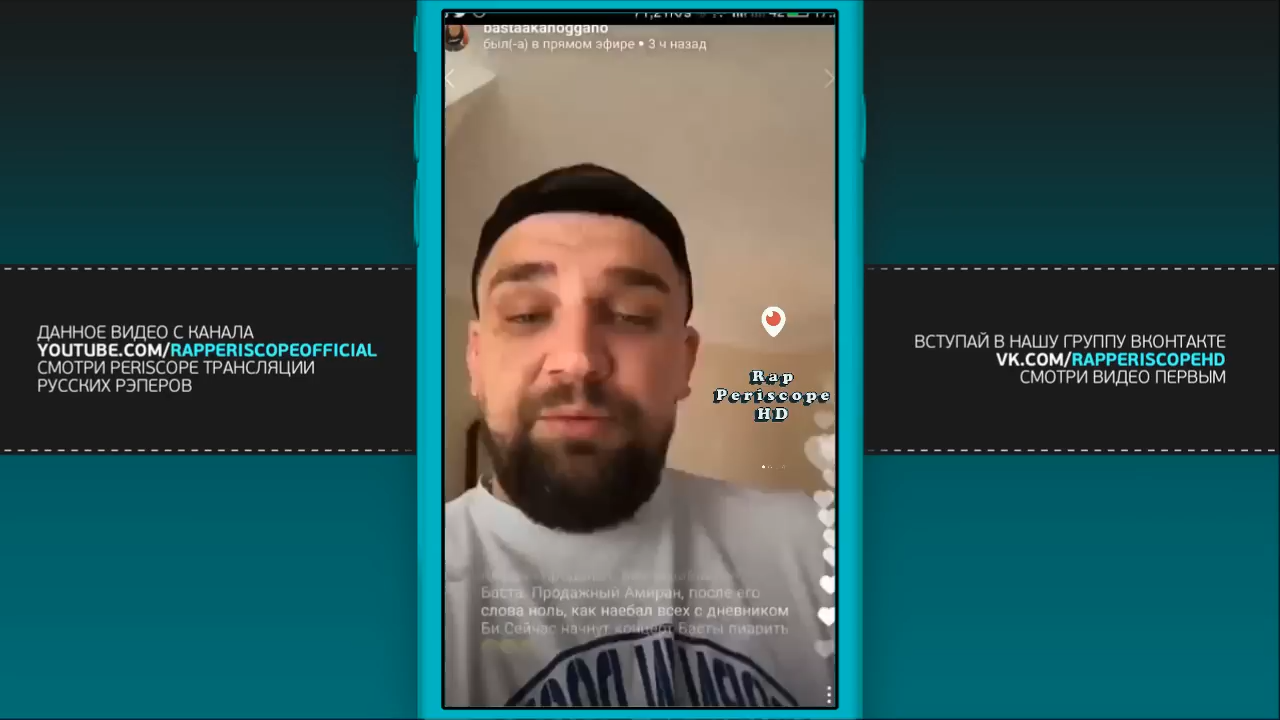 bastaakanoggano
был(-а) в прямом эфире • 3 ч назад
ДАННОЕ ВИДЕО С КАНАЛА
YOUTUBE.COM/RAPPERISCOPEOFFICIAL
СМОТРИ PERISCOPE ТРАНСЛЯЦИИ
РУССКИХ РЭПЕРОВ
Rap
Periscope
HD
ВСТУПАЙ В НАШУ ГРУППУ ВКОНТАКТЕ
VK.COM/RAPPERISCOPEHD
СМОТРИ ВИДЕО ПЕРВЫМ
Баста. Продажный Амиран, после его
слова ноль, как наебал всех с дневником
Би Сейчас начнут концерт Басты пиарить